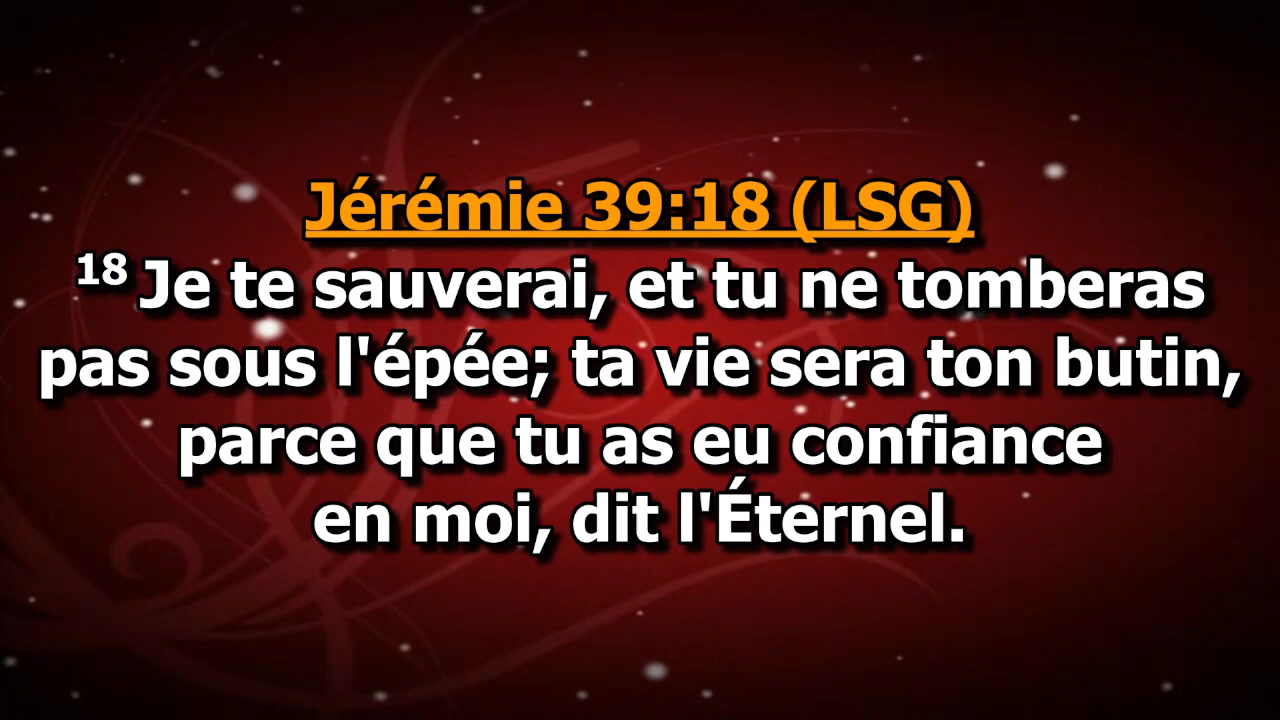 Jérémie 39:18 (LSG)
18 Je te sauverai, et tu ne tomberas
pas sous l'épée; ta vie sera ton butin,
parce que tu as eu confiance
en moi, dit l'Éternel.